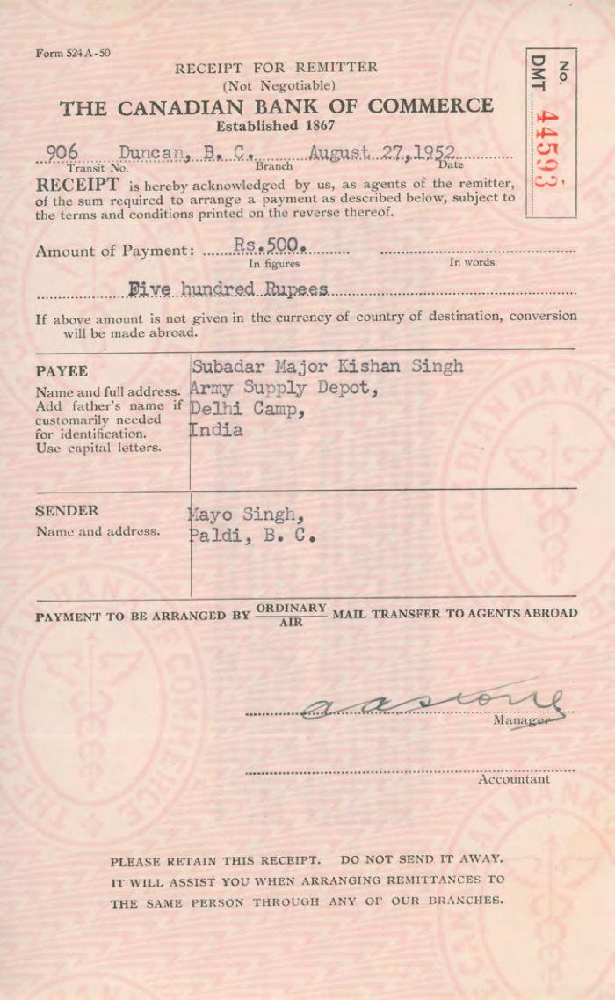 Form 524 A-50
RECEIPT FOR REMITTER
(Not Negotiable)
THE CANADIAN BANK OF COMMERCE
Established 1867
No. DMT 44593
906 Duncan, B. C. August 27,1952
Transit No. Branch Date
RECEIPT is hereby acknowledged by us, as agents of the remitter,
of the sum required to arrange a payment as described below, subject to
the terms and conditions printed on the reverse thereof.
Amount of Payment: Rs.500.
In figures In words
Five hundred Rupees
If above amount is not given in the currency of country of destination, conversion
will be made abroad.
PAYEE
Name and full address.
Add father's name if
customarily needed
for identification.
Use capital letters.
Subadar Major Kishan Singh
Army Supply Depot,
Delhi Camp,
India
SENDER
Name and address.
Mayo Singh,
Paldi, B. C.
PAYMENT TO BE ARRANGED BY ORDINARY/AIR MAIL TRANSFER TO AGENTS ABROAD
Manager
Accountant
PLEASE RETAIN THIS RECEIPT. DO NOT SEND IT AWAY.
IT WILL ASSIST YOU WHEN ARRANGING REMITTANCES TO
THE SAME PERSON THROUGH ANY OF OUR BRANCHES.